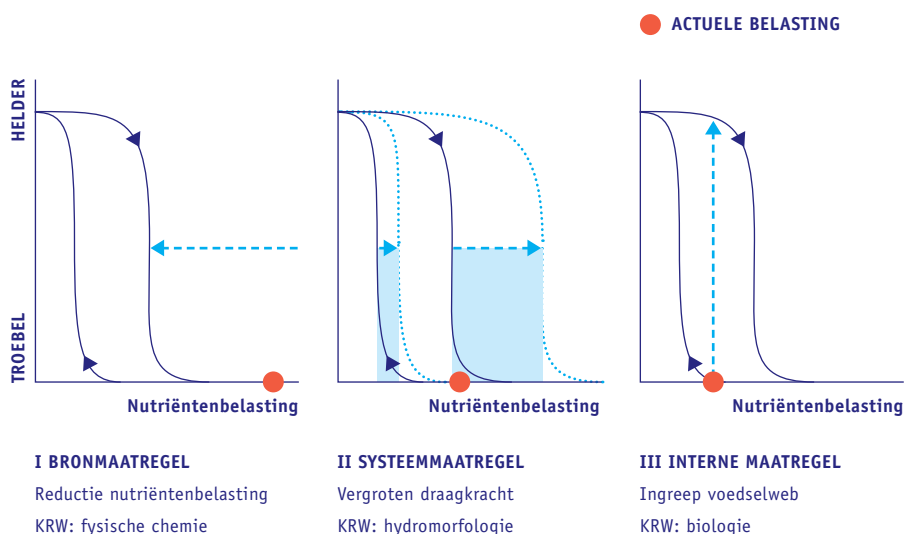 ACTUELE BELASTING
HELDER
TROEBEL
Nutriëntenbelasting
Nutriëntenbelasting
Nutriëntenbelasting
I BRONMAATREGEL
Reductie nutriëntenbelasting
KRW: fysische chemie
II SYSTEEMMAATREGEL
Vergroten draagkracht
KRW: hydromorfologie
III INTERNE MAATREGEL
Ingreep voedselweb
KRW: biologie